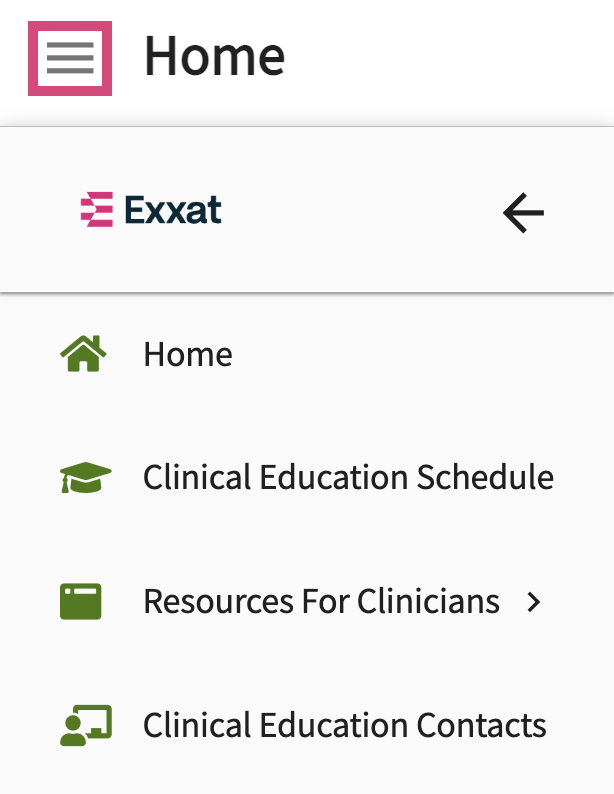 Home
Exxat
Home
Clinical Education Schedule
Resources For Clinicians
Clinical Education Contacts